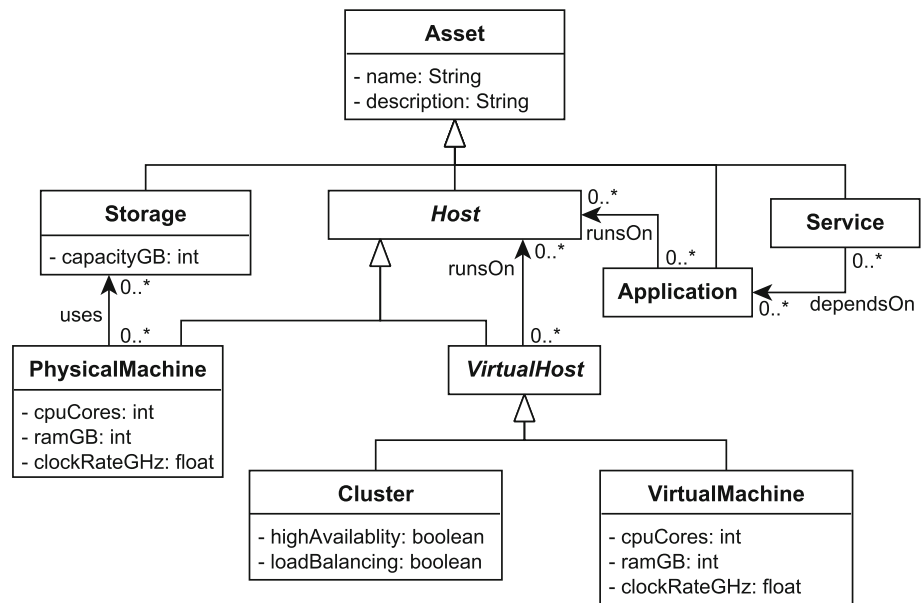 Asset
- name: String
- description: String
Storage
- capacityGB: int
Host
0..*
runsOn
0..*
Service
0..*
runsOn
Application
0..*
dependsOn
0..*
uses
0..*
0..*
PhysicalMachine
- cpuCores: int
- ramGB: int
- clockRateGHz: float
0..*
VirtualHost
Cluster
- highAvailablity: boolean
- loadBalancing: boolean
VirtualMachine
- cpuCores: int
- ramGB: int
- clockRateGHz: float